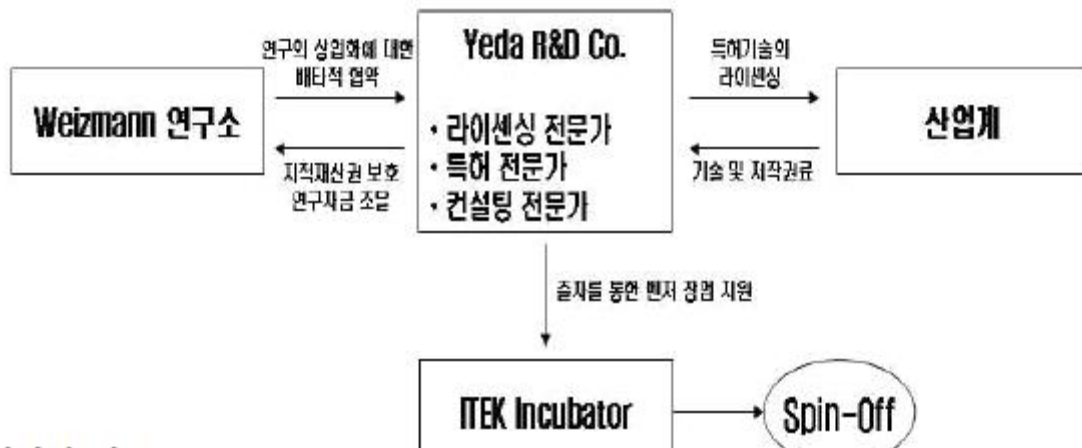 연구의 상업화에 대한
배타적 협약
Weizmann 연구소
지적재산권 보호
연구자금 조달
Yeda R&D Co.
· 라이센싱 전문가
· 특허 전문가
· 컨설팅 전문가
특허기술의
라이센싱
산업계
기술 및 저작권료
출자를 통한 벤처 창업 지원
ITEK Incubator
Spin-Off